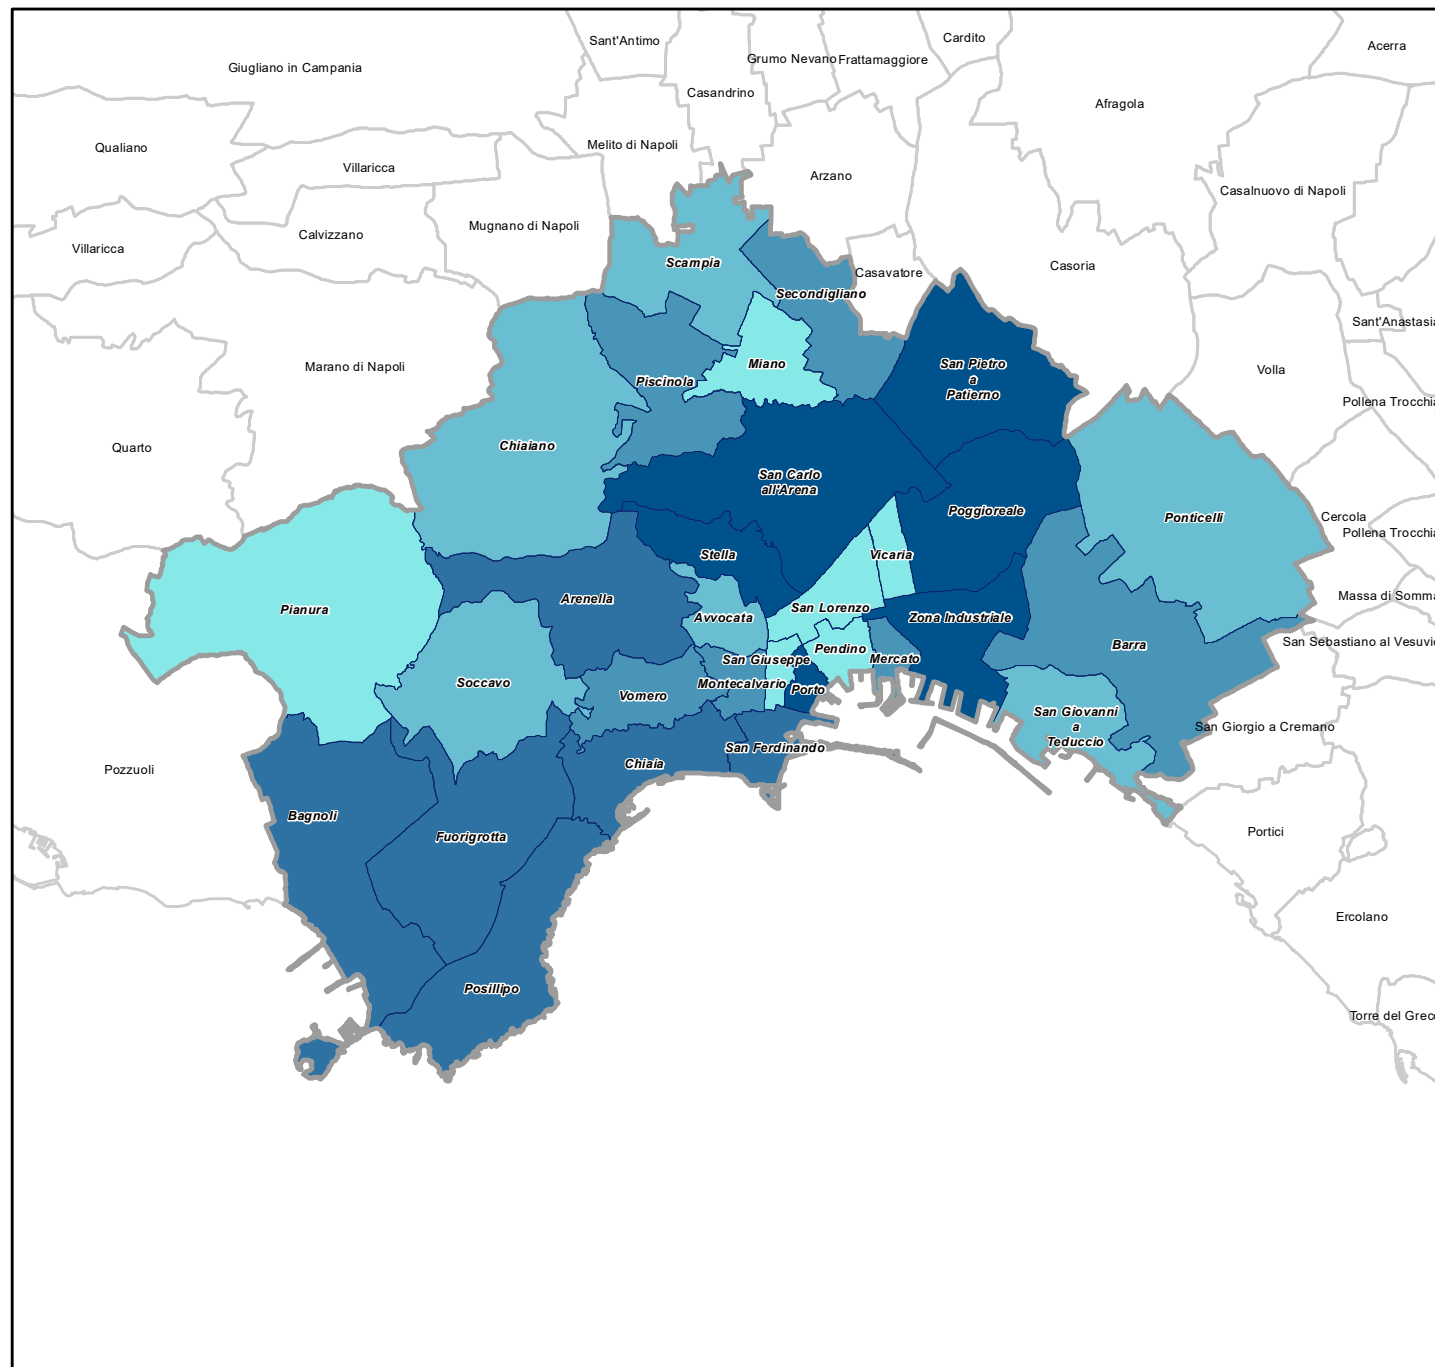 Sant'Antimo
Cardito
Acerra
Giugliano in Campania
Grumo Nevano
Frattamaggiore
Casandrino
Afragola
Qualiano
Melito di Napoli
Villaricca
Arzano
Casalnuovo di Napoli
Mugnano di Napoli
Calvizzano
Villaricca
Scampia
Casavatore
Casoria
Secondigliano
Sant'Anastasia
Marano di Napoli
Miano
San Pietro
a
Patierno
Volla
Piscinola
Pollena Trocchia
Quarto
Chiaiano
San Carlo
all'Arena
Poggioreale
Ponticelli
Cercola
Pollena Trocchia
Stella
Vicaria
Massa di Somma
Pianura
Arenella
San Lorenzo
Avvocata
Zona Industriale
San Sebastiano al Vesuvio
Pendino
Mercato
Barra
San Giuseppe
Soccavo
Montecalvario
Porto
Vomero
San Giovanni
a
Teduccio
San Giorgio a Cremano
San Ferdinando
Pozzuoli
Chiaia
Bagnoli
Fuorigrotta
Portici
Ercolano
Posillipo
Torre del Grec